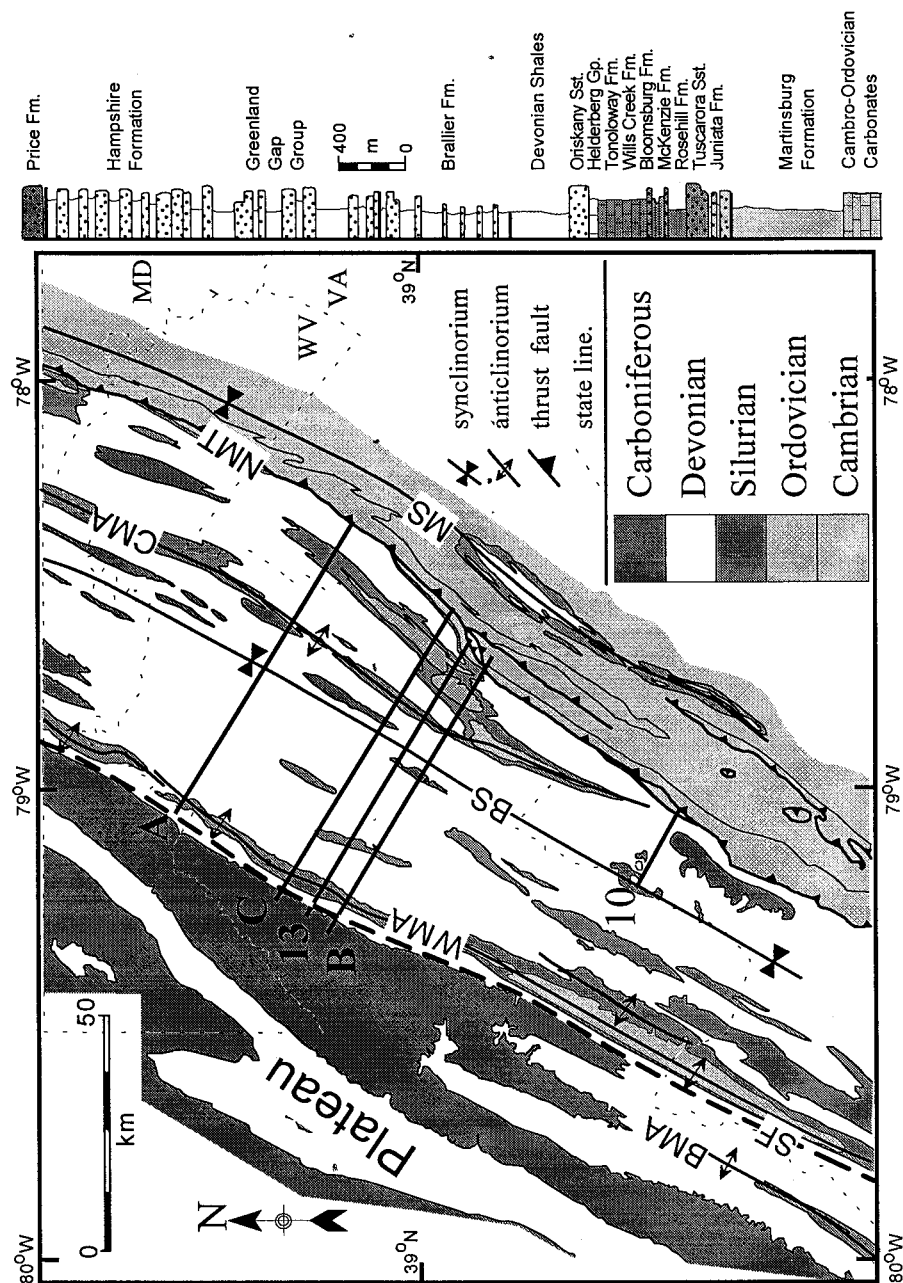 Price Fm.
Hampshire
Formation
Greenland
Gap
Group
400
m
0
Brallier Fm.
Devonian Shales
Oriskany Sst.
Helderberg Gp.
Tonoloway Fm.
Wills Creek Fm.
Bloomsburg Fm.
McKenzie Fm.
Rosehill Fm.
Tuscarora Sst.
Juniata Fm.
Martinsburg
Formation
Cambro-Ordovician
Carbonates
80°W
79°W
78°W
39°N
N
0
km
50
Plateau
A
C
13
B
10
WMA
BMA
SF
BS
CMA
NMT
MS
MD
WV
VA
39°N
synclinorium
anticlinorium
thrust fault
state line.
Carboniferous
Devonian
Silurian
Ordovician
Cambrian
80°W
79°W
78°W